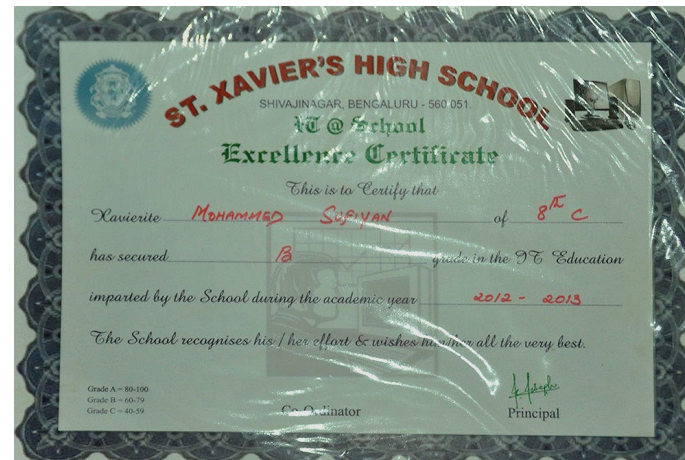 ST. XAVIER'S HIGH SCHOOL
SHIVAJINAGAR, BENGALURU - 560 051.
IT @ School
Excellence Certificate
This is to Certify that
Xavierite MOHAMMED SUFIYAN of 8th C
has secured B grade in the IT Education
imparted by the School during the academic year 2012 - 2013
The School recognises his / her effort & wishes him/her all the very best.
Grade A = 80-100
Grade B = 60-79
Grade C = 40-59
Co-Ordinator
Principal